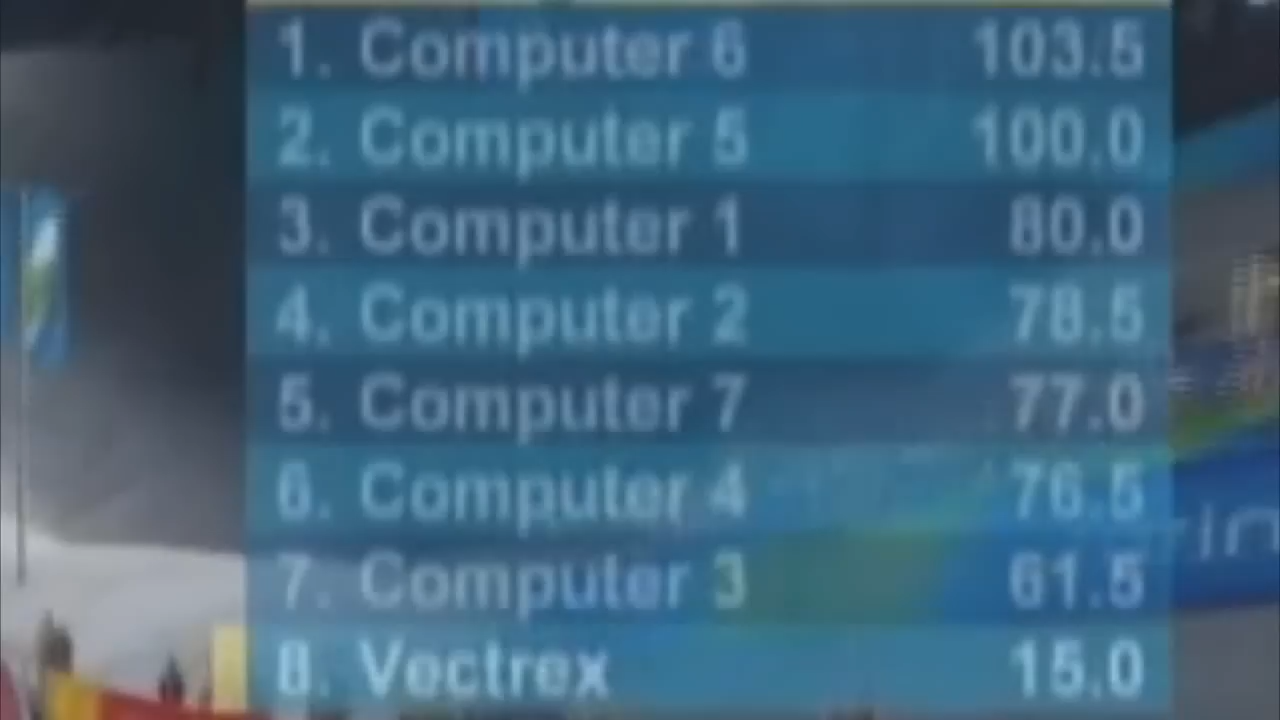 1. Computer 6 103.5
2. Computer 5 100.0
3. Computer 1 80.0
4. Computer 2 78.5
5. Computer 7 77.0
6. Computer 4 76.5
7. Computer 3 61.5
8. Vectrex 15.0